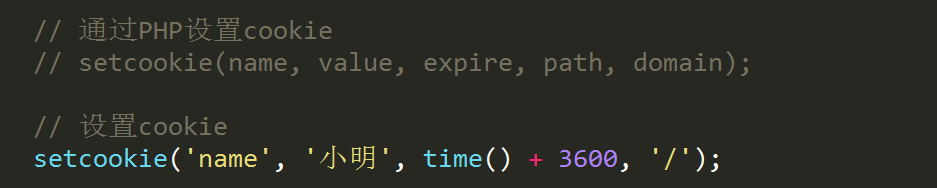 // 通过PHP设置cookie
// setcookie(name, value, expire, path, domain);
// 设置cookie
setcookie('name', '小明', time() + 3600, '/');